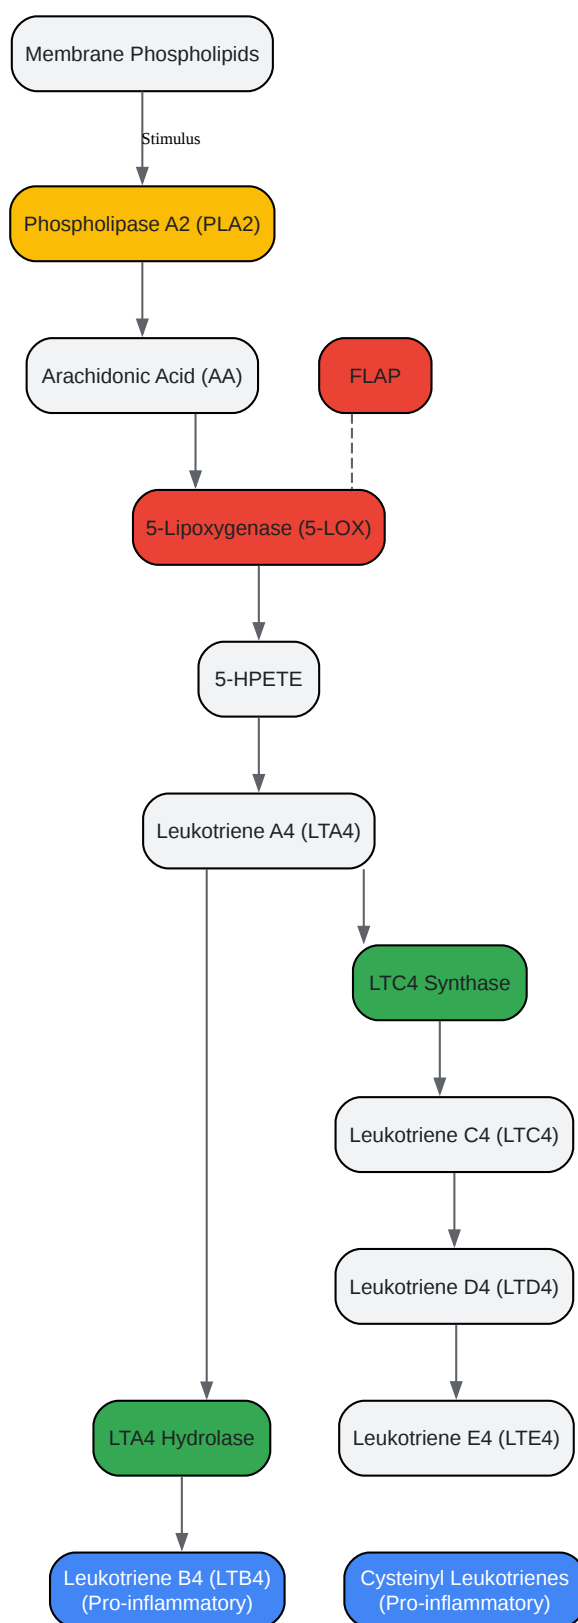 Membrane Phospholipids
Stimulus
Phospholipase A2 (PLA2)
Arachidonic Acid (AA)
FLAP
5-Lipoxygenase (5-LOX)
5-HPETE
Leukotriene A4 (LTA4)
LTC4 Synthase
Leukotriene C4 (LTC4)
Leukotriene D4 (LTD4)
LTA4 Hydrolase
Leukotriene E4 (LTE4)
Leukotriene B4 (LTB4)
(Pro-inflammatory)
Cysteinyl Leukotrienes
(Pro-inflammatory)